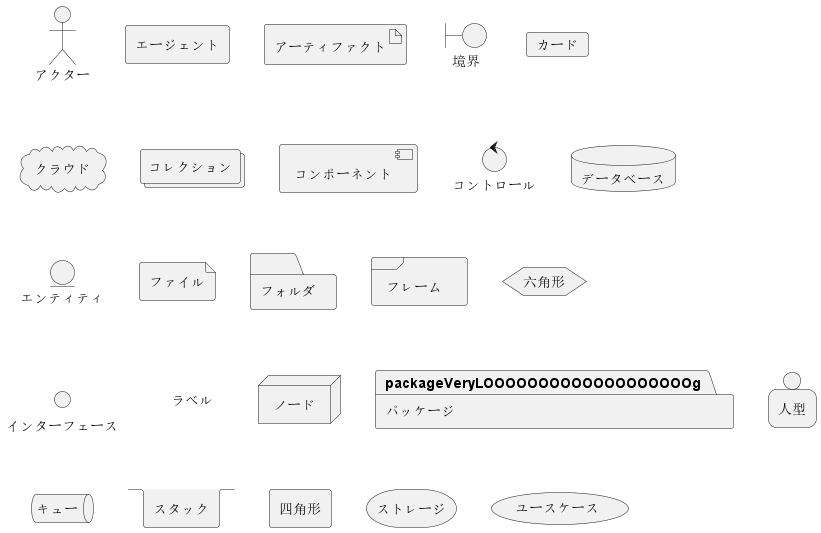 アクター
エージェント
アーティファクト
境界
カード
クラウド
コレクション
コンポーネント
コントロール
データベース
エンティティ
ファイル
フォルダ
フレーム
六角形
インターフェース
ラベル
ノード
packageVeryLOOOOOOOOOOOOOOOOOOOg
パッケージ
人型
キュー
スタック
四角形
ストレージ
ユースケース